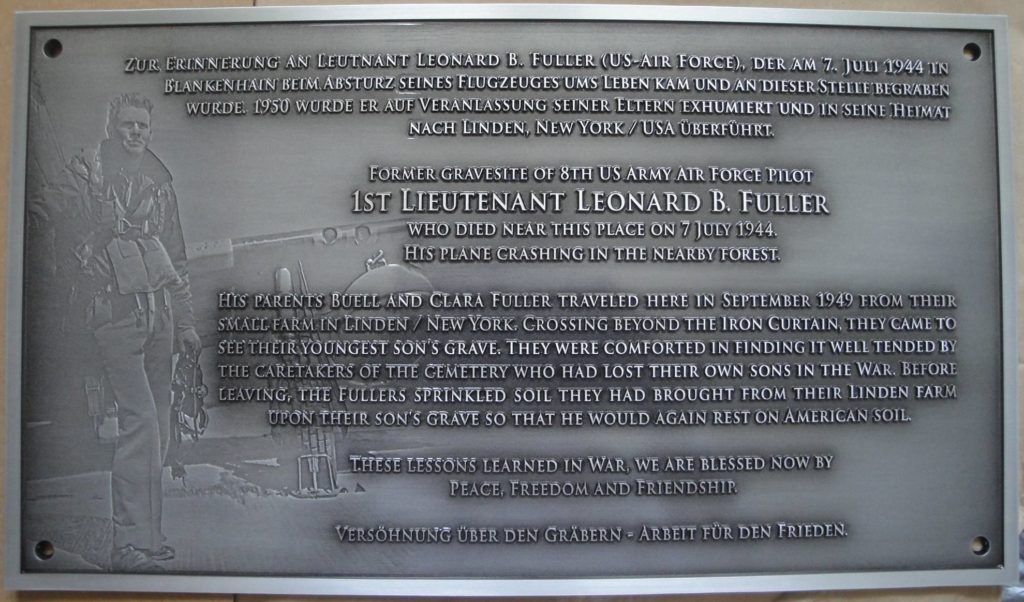 Zur Erinnerung an Leutnant Leonard B. Fuller (US-Air Force), der am 7. Juli 1944 in
Blankenhain beim Absturz seines Flugzeuges ums Leben kam und an dieser Stelle begraben
wurde. 1950 wurde er auf Veranlassung seiner Eltern exhumiert und in seine Heimat
nach Linden, New York / USA überführt.
Former gravesite of 8th US Army Air Force Pilot
1st Lieutenant Leonard B. Fuller
who died near this place on 7 July 1944.
His plane crashing in the nearby forest.
His parents Buell and Clara Fuller traveled here in September 1949 from their
small farm in Linden / New York. Crossing beyond the Iron Curtain, they came to
see their youngest son's grave. They were comforted in finding it well tended by
the caretakers of the cemetery who had lost their own sons in the War. Before
leaving, the Fullers sprinkled soil they had brought from their Linden farm
upon their son's grave so that he would again rest on American soil.
These lessons learned in War, we are blessed now by
Peace, Freedom and Friendship.
Versöhnung über den Gräbern - Arbeit für den Frieden.